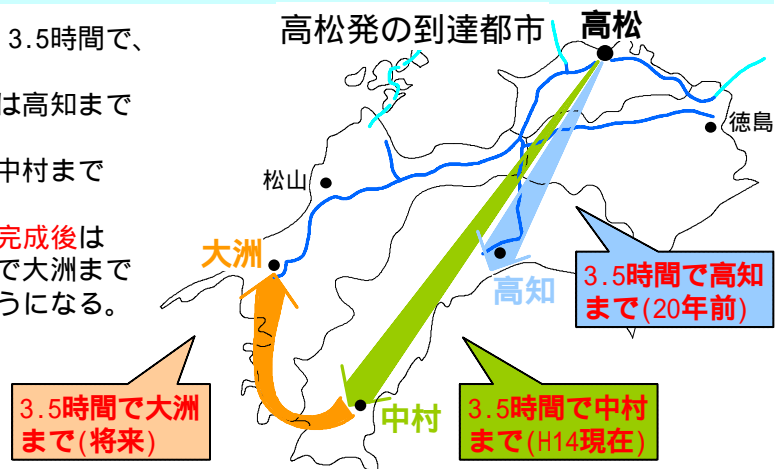 高松発の到達都市
3.5時間で、
は高知まで
中村まで
完成後は
で大洲まで
うになる。
高松
徳島
松山
大洲
高知
中村
3.5時間で高知
まで(20年前)
3.5時間で大洲
まで(将来)
3.5時間で中村
まで(H14現在)